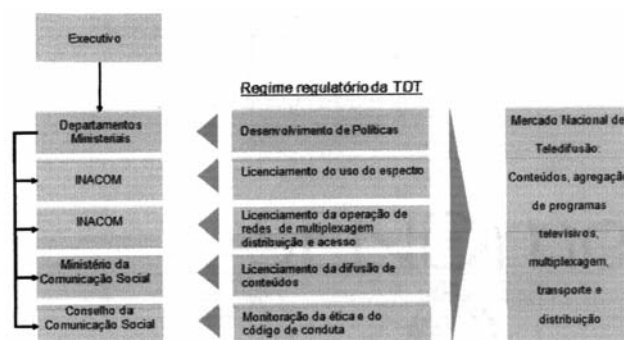 Executivo
Regime regulatório da TDT
Departamentos
Ministeriais
Desenvolvimento de Políticas
INACOM
Licenciamento do uso do espectro
INACOM
Licenciamento da operação de
redes de multiplexagem
distribuição e acesso
Ministério da
Comunicação Social
Licenciamento da difusão de
conteúdos
Conselho da
Comunicação Social
Monitoração da ética e do
código de conduta
Mercado Nacional de
Teledifusão:
Conteúdos, agregação
de programas
televisivos,
multiplexagem,
transporte e
distribuição